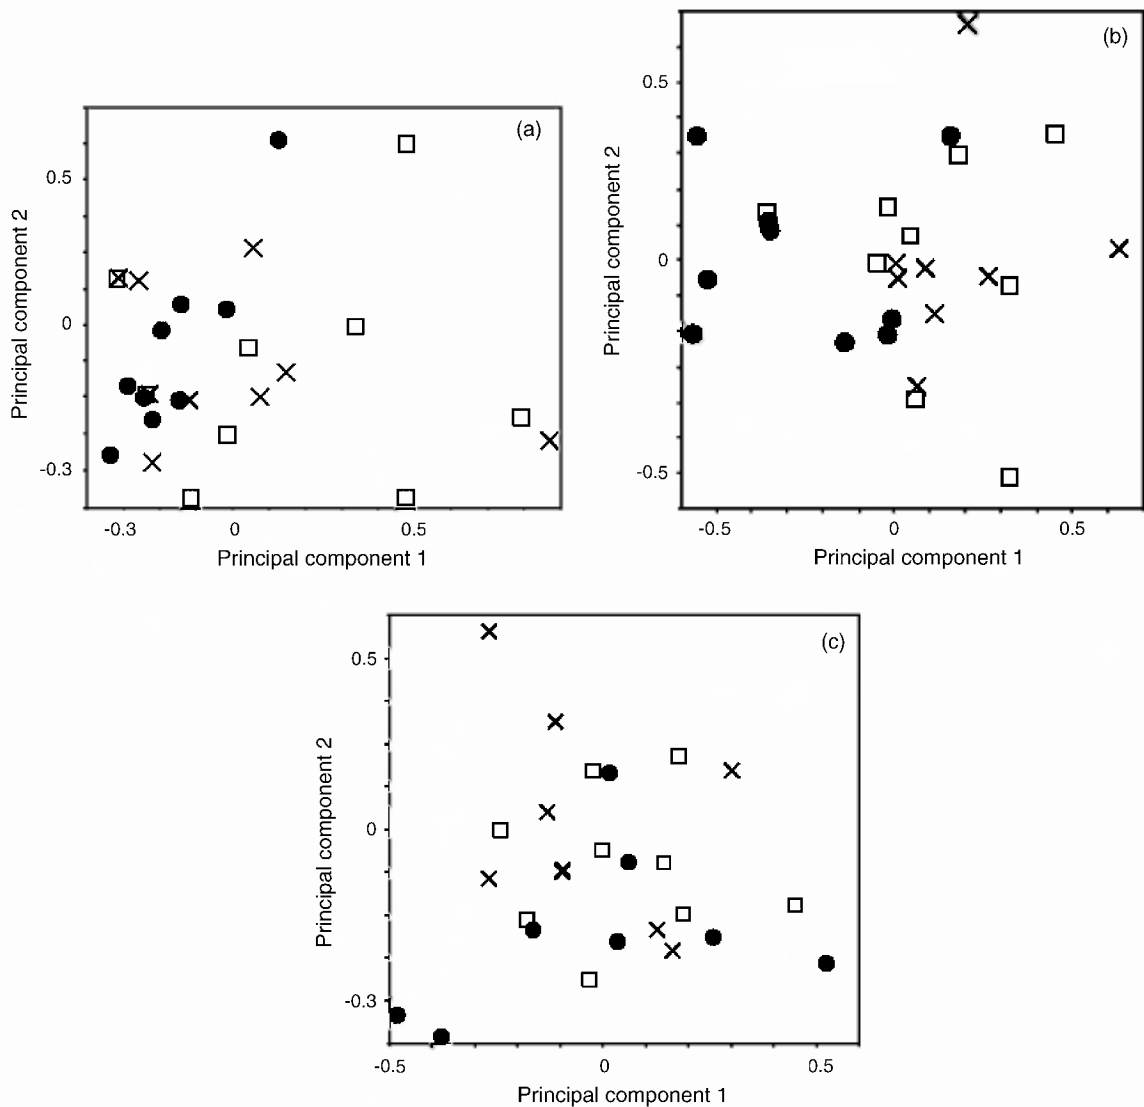 (a)
0.5
0
-0.3
Principal component 2
-0.3 0 0.5
Principal component 1
(b)
0.5
0
-0.5
Principal component 2
-0.5 0 0.5
Principal component 1
(c)
0.5
0
-0.3
Principal component 2
-0.5 0 0.5
Principal component 1